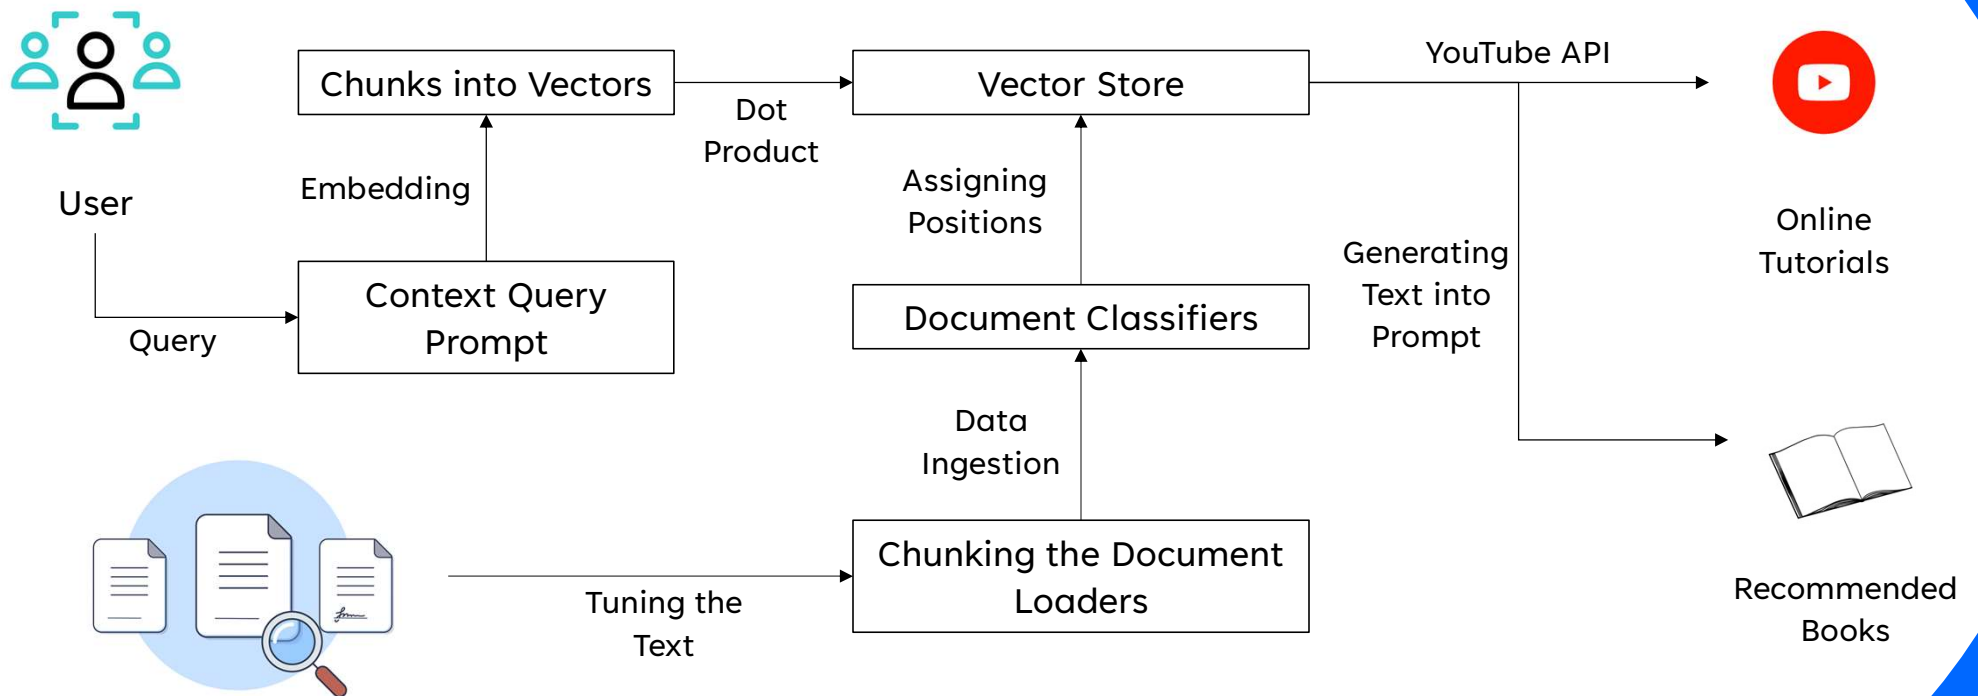 YouTube API
Chunks into Vectors
Vector Store
Dot
Product
Embedding
Assigning
Positions
User
Online
Tutorials
Generating
Text into
Prompt
Context Query
Prompt
Document Classifiers
Query
Data
Ingestion
Chunking the Document
Loaders
Tuning the
Text
Recommended
Books